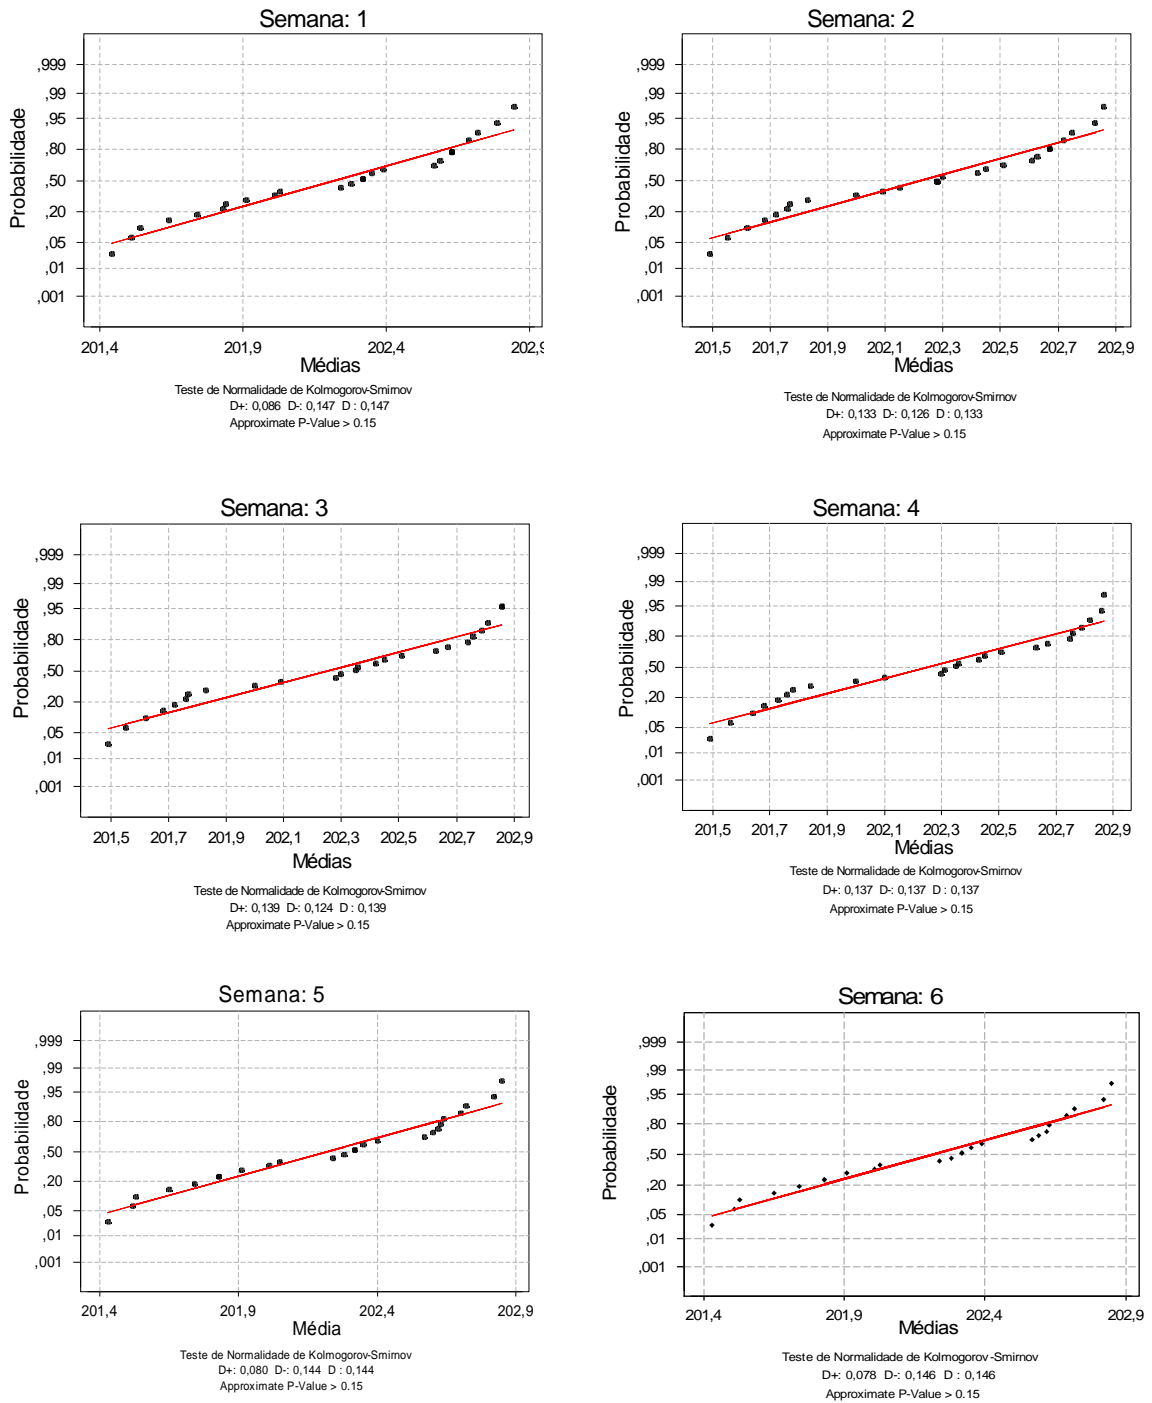 Semana: 1
,999
,99
,95
,80
,50
,20
,05
,01
,001
Probabilidade
201,4 201,9 202,4 202,9
Médias
Teste de Normalidade de Kolmogorov-Smirnov
D+: 0,086 D-: 0,147 D : 0,147
Approximate P-Value > 0.15
Semana: 2
,999
,99
,95
,80
,50
,20
,05
,01
,001
Probabilidade
201,5 201,7 201,9 202,1 202,3 202,5 202,7 202,9
Médias
Teste de Normalidade de Kolmogorov-Smirnov
D+: 0,133 D-: 0,126 D : 0,133
Approximate P-Value > 0.15
Semana: 3
,999
,99
,95
,80
,50
,20
,05
,01
,001
Probabilidade
201,5 201,7 201,9 202,1 202,3 202,5 202,7 202,9
Médias
Teste de Normalidade de Kolmogorov-Smirnov
D+: 0,139 D-: 0,124 D : 0,139
Approximate P-Value > 0.15
Semana: 4
,999
,99
,95
,80
,50
,20
,05
,01
,001
Probabilidade
201,5 201,7 201,9 202,1 202,3 202,5 202,7 202,9
Médias
Teste de Normalidade de Kolmogorov-Smirnov
D+: 0,137 D-: 0,137 D : 0,137
Approximate P-Value > 0.15
Semana: 5
,999
,99
,95
,80
,50
,20
,05
,01
,001
Probabilidade
201,4 201,9 202,4 202,9
Média
Teste de Normalidade de Kolmogorov-Smirnov
D+: 0,080 D-: 0,144 D : 0,144
Approximate P-Value > 0.15
Semana: 6
,999
,99
,95
,80
,50
,20
,05
,01
,001
Probabilidade
201,4 201,9 202,4 202,9
Médias
Teste de Normalidade de Kolmogorov-Smirnov
D+: 0,078 D-: 0,146 D : 0,146
Approximate P-Value > 0.15